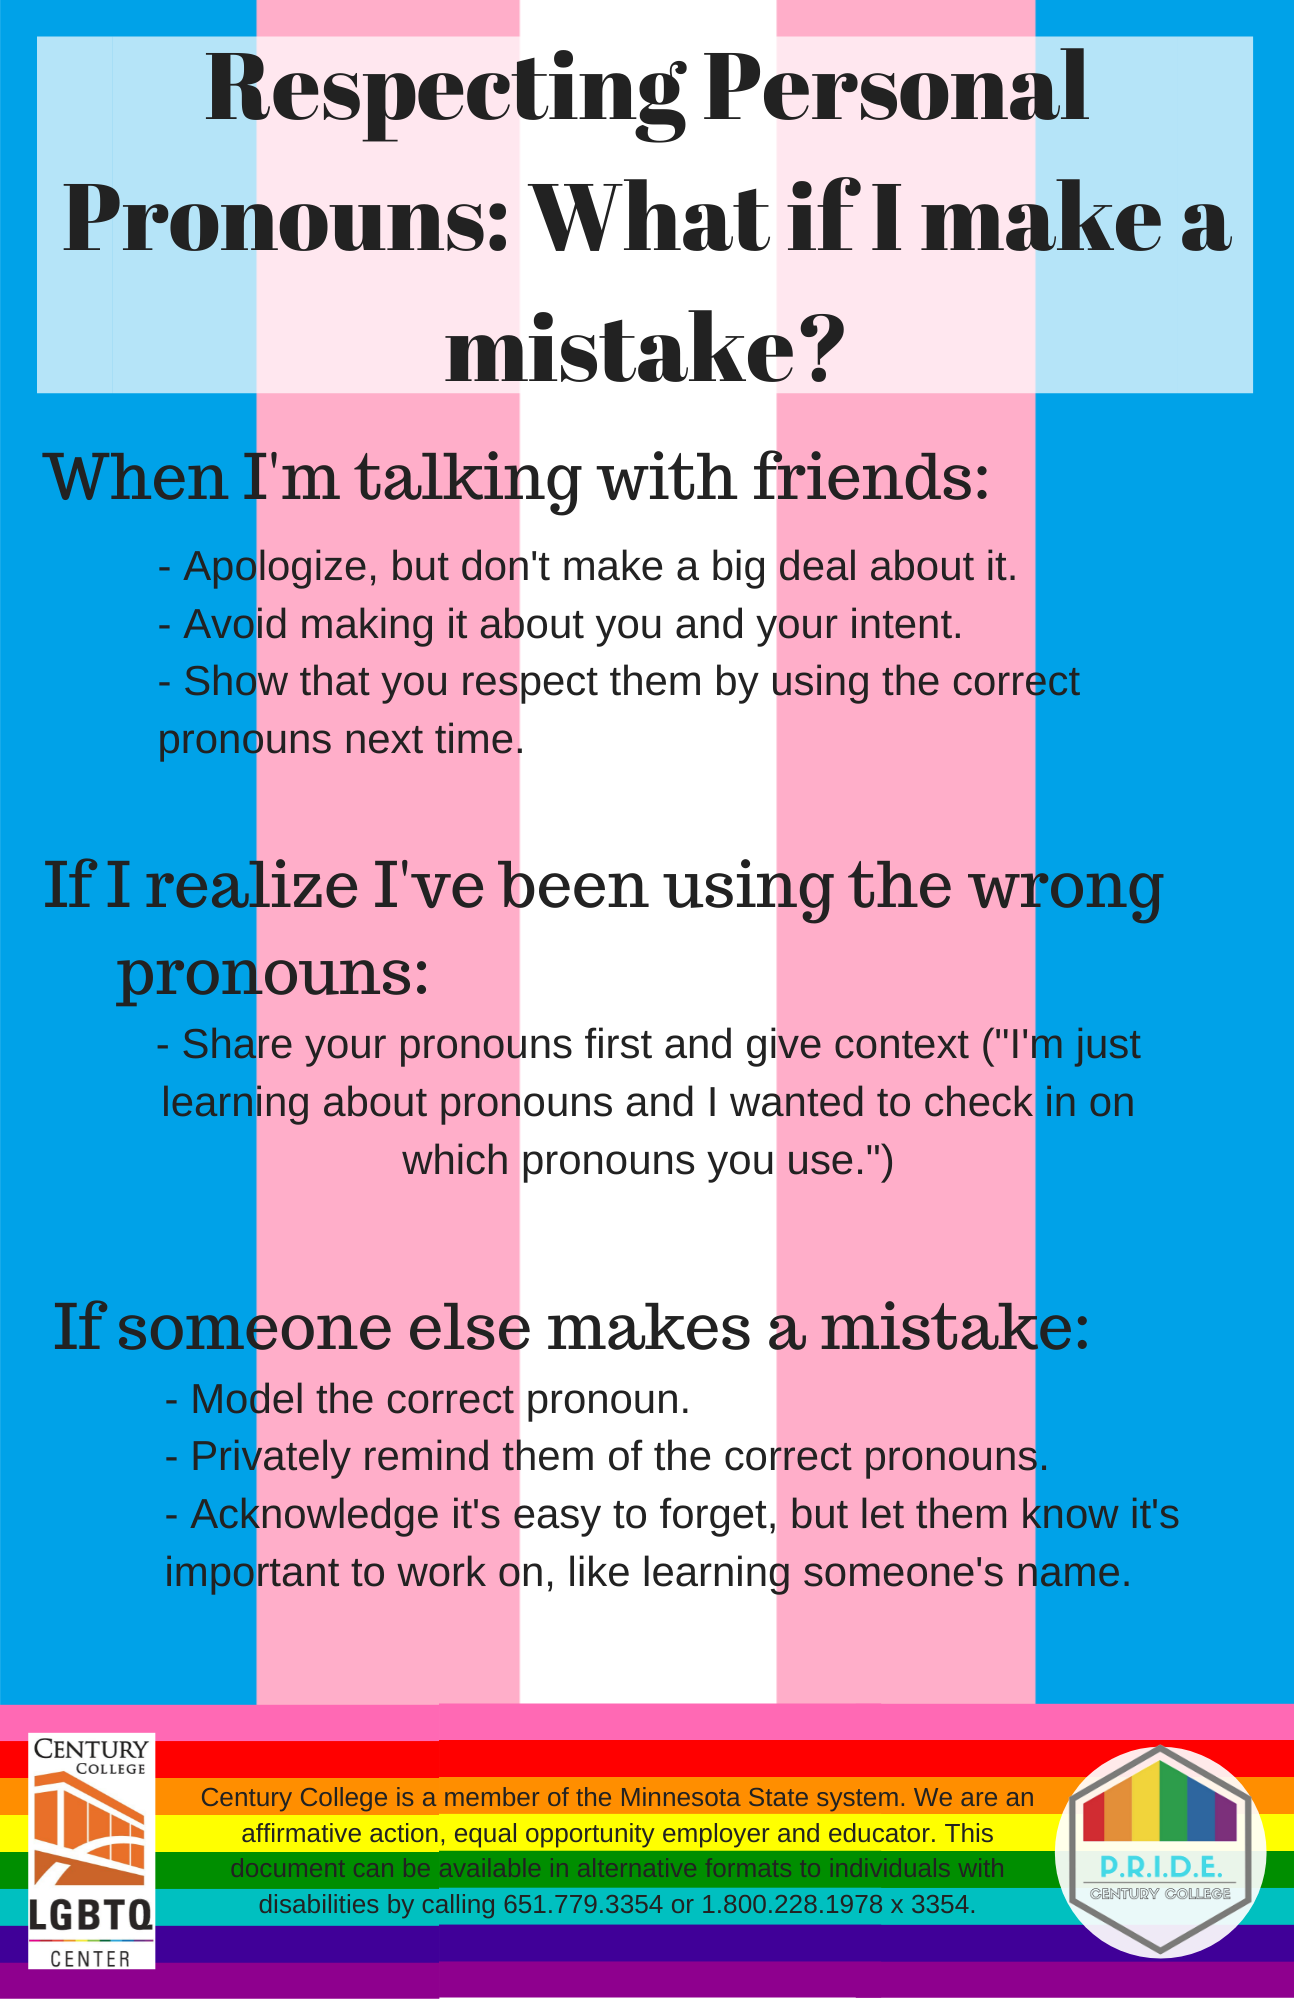 Respecting Personal
Pronouns: What if I make a
mistake?
When I'm talking with friends:
- Apologize, but don't make a big deal about it.
- Avoid making it about you and your intent.
- Show that you respect them by using the correct
pronouns next time.
If I realize I've been using the wrong
pronouns:
- Share your pronouns first and give context ("I'm just
learning about pronouns and I wanted to check in on
which pronouns you use.")
If someone else makes a mistake:
- Model the correct pronoun.
- Privately remind them of the correct pronouns.
- Acknowledge it's easy to forget, but let them know it's
important to work on, like learning someone's name.
CENTURY
COLLEGE
LGBTQ
CENTER
Century College is a member of the Minnesota State system. We are an
affirmative action, equal opportunity employer and educator. This
document can be available in alternative formats to individuals with
disabilities by calling 651.779.3354 or 1.800.228.1978 x 3354.
P.R.I.D.E.
CENTURY COLLEGE